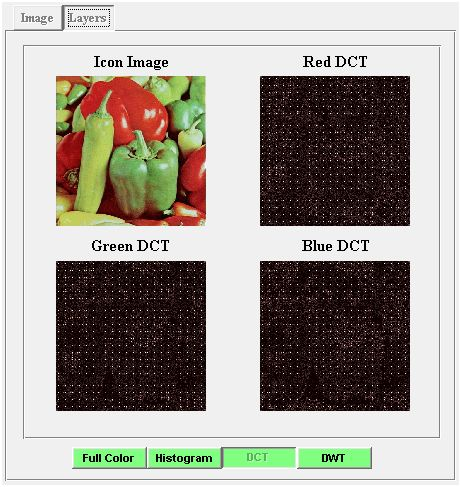 Image Layers
Icon Image Red DCT
Green DCT Blue DCT
Full Color Histogram DCT DWT